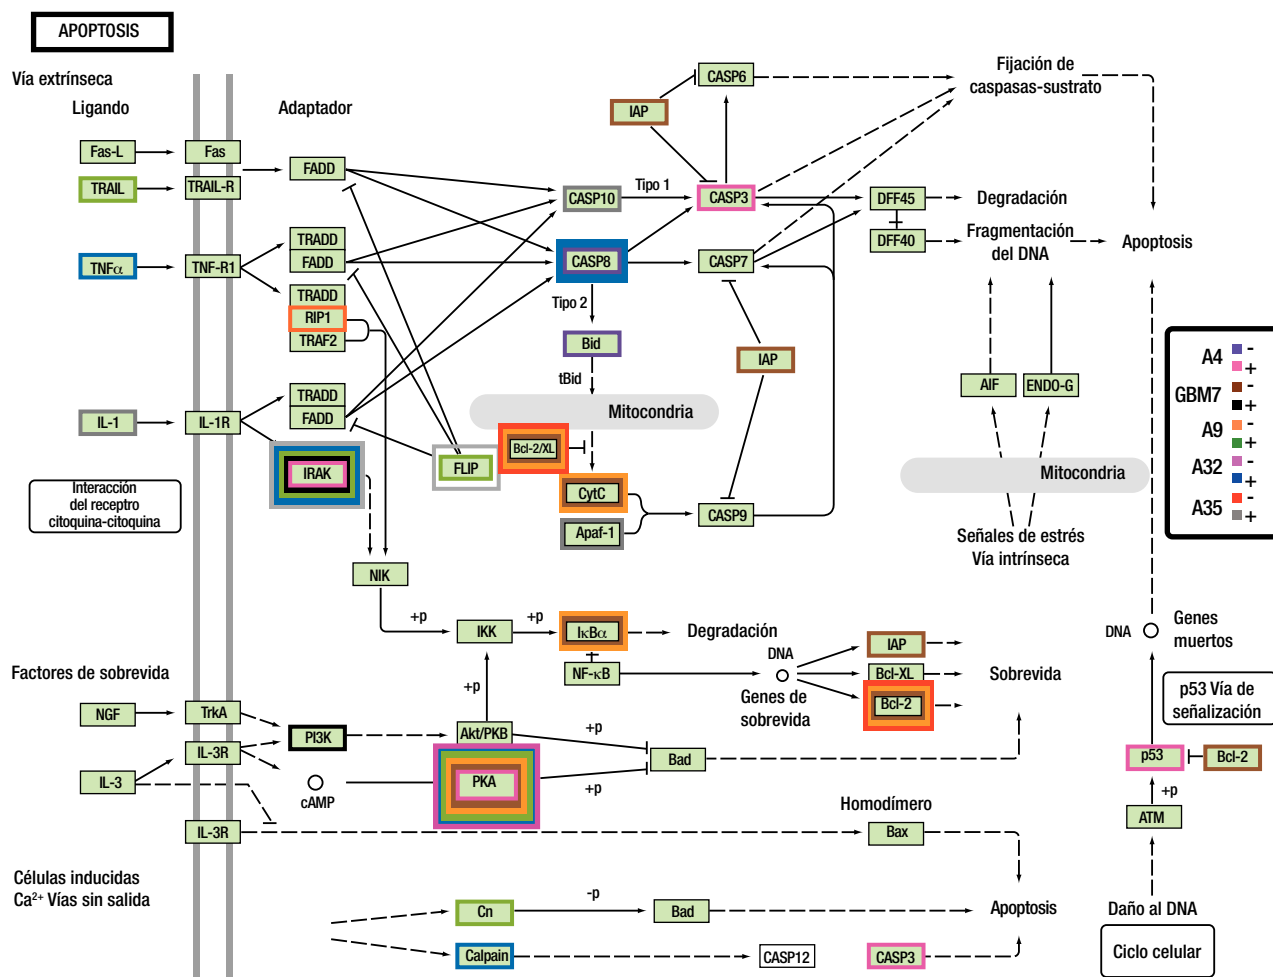 APOPTOSIS
Vía extrínseca
Ligando
Adaptador
Fas-L
Fas
FADD
TRAIL
TRAIL-R
TNFα
TNF-R1
TRADD
FADD
TRADD
RIP1
TRAF2
IL-1
IL-1R
TRADD
FADD
IRAK
FLIP
Interacción
del receptro
citoquina-citoquina
CASP6
IAP
CASP10
Tipo 1
CASP3
CASP8
CASP7
Tipo 2
Bid
tBid
IAP
Mitocondria
Bcl-2/XL
CytC
Apaf-1
CASP9
Fijación de
caspasas-sustrato
DFF45
Degradación
DFF40
Fragmentación
del DNA
Apoptosis
AIF
ENDO-G
Mitocondria
Señales de estrés
Vía intrínseca
A4
-
+
GBM7
-
+
A9
-
+
A32
-
+
A35
-
+
NIK
+p
IKK
+p
IκBα
Degradación
NF-κB
DNA
Genes de
sobrevida
IAP
Bcl-XL
Bcl-2
Sobrevida
+p
Factores de sobrevida
NGF
TrkA
PI3K
Akt/PKB
+p
IL-3
IL-3R
cAMP
PKA
+p
Bad
IL-3R
Homodímero
Bax
Células inducidas
Ca²⁺ Vías sin salida
Cn
-p
Bad
Apoptosis
Calpain
CASP12
CASP3
DNA
Genes
muertos
p53 Vía de
señalización
p53
Bcl-2
+p
ATM
Daño al DNA
Ciclo celular